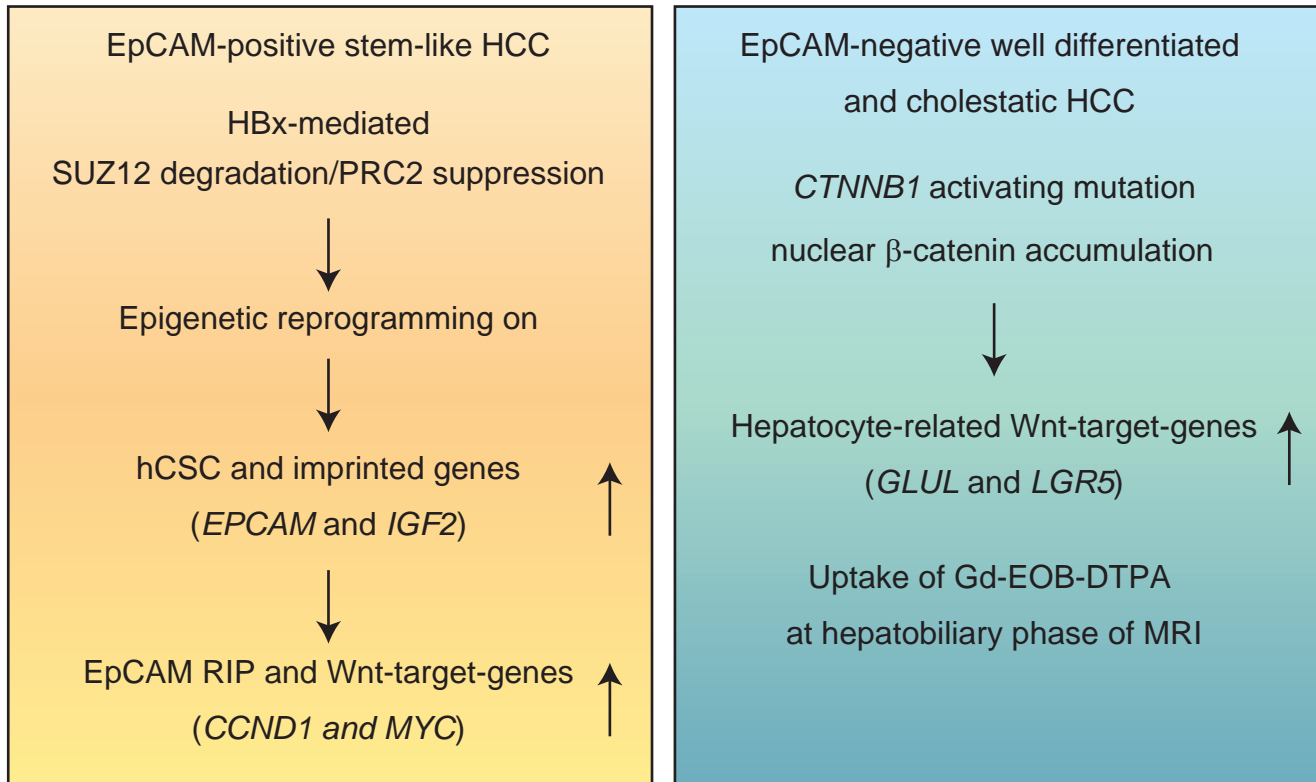 EpCAM-positive stem-like HCC
HBx-mediated
SUZ12 degradation/PRC2 suppression
Epigenetic reprogramming on
hCSC and imprinted genes
(EPCAM and IGF2)
EpCAM RIP and Wnt-target-genes
(CCND1 and MYC)
EpCAM-negative well differentiated
and cholestatic HCC
CTNNB1 activating mutation
nuclear β-catenin accumulation
Hepatocyte-related Wnt-target-genes
(GLUL and LGR5)
Uptake of Gd-EOB-DTPA
at hepatobiliary phase of MRI